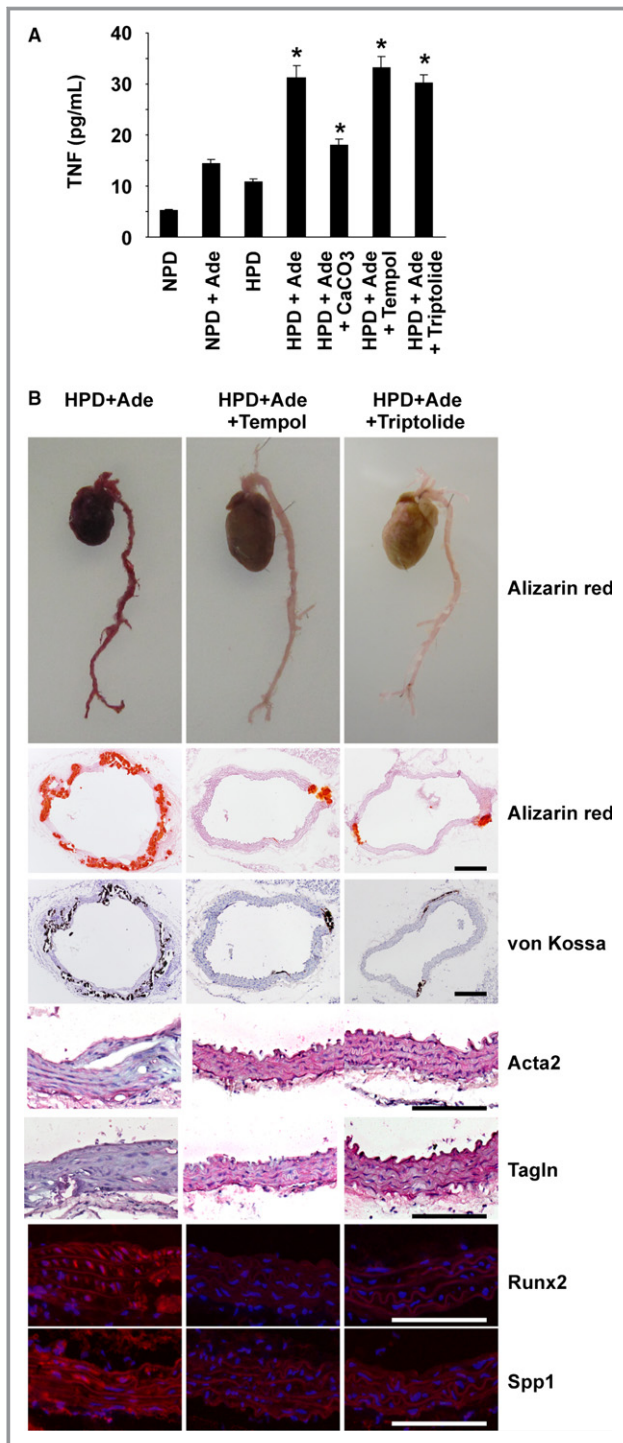 A
40
30
20
10
0
TNF (pg/mL)
*
*
*
*
NPD
NPD + Ade
HPD
HPD + Ade
HPD + Ade
+ CaCO3
HPD + Ade
+ Tempol
HPD + Ade
+ Triptolide
B
HPD+Ade
HPD+Ade
+Tempol
HPD+Ade
+Triptolide
Alizarin red
Alizarin red
von Kossa
Acta2
Tagln
Runx2
Spp1